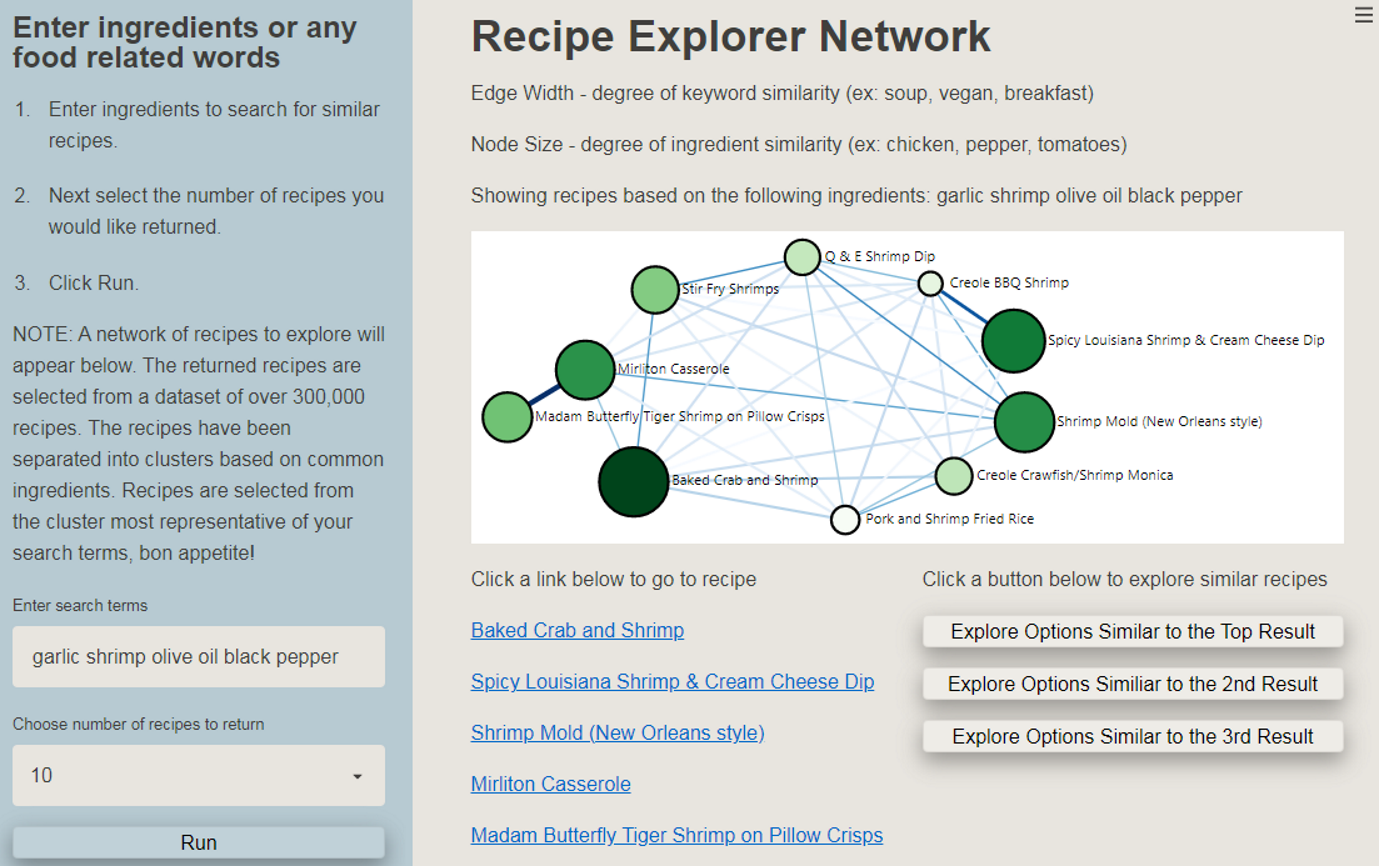 Enter ingredients or any
food related words
1. Enter ingredients to search for similar
recipes.
2. Next select the number of recipes you
would like returned.
3. Click Run.
NOTE: A network of recipes to explore will
appear below. The returned recipes are
selected from a dataset of over 300,000
recipes. The recipes have been
separated into clusters based on common
ingredients. Recipes are selected from
the cluster most representative of your
search terms, bon appetite!
Enter search terms
garlic shrimp olive oil black pepper
Choose number of recipes to return
10
Run
Recipe Explorer Network
Edge Width - degree of keyword similarity (ex: soup, vegan, breakfast)
Node Size - degree of ingredient similarity (ex: chicken, pepper, tomatoes)
Showing recipes based on the following ingredients: garlic shrimp olive oil black pepper
Q & E Shrimp Dip
Creole BBQ Shrimp
Stir Fry Shrimps
Spicy Louisiana Shrimp & Cream Cheese Dip
Mirliton Casserole
Madam Butterfly Tiger Shrimp on Pillow Crisps
Shrimp Mold (New Orleans style)
Baked Crab and Shrimp
Creole Crawfish/Shrimp Monica
Pork and Shrimp Fried Rice
Click a link below to go to recipe
Baked Crab and Shrimp
Spicy Louisiana Shrimp & Cream Cheese Dip
Shrimp Mold (New Orleans style)
Mirliton Casserole
Madam Butterfly Tiger Shrimp on Pillow Crisps
Click a button below to explore similar recipes
Explore Options Similar to the Top Result
Explore Options Similiar to the 2nd Result
Explore Options Similar to the 3rd Result